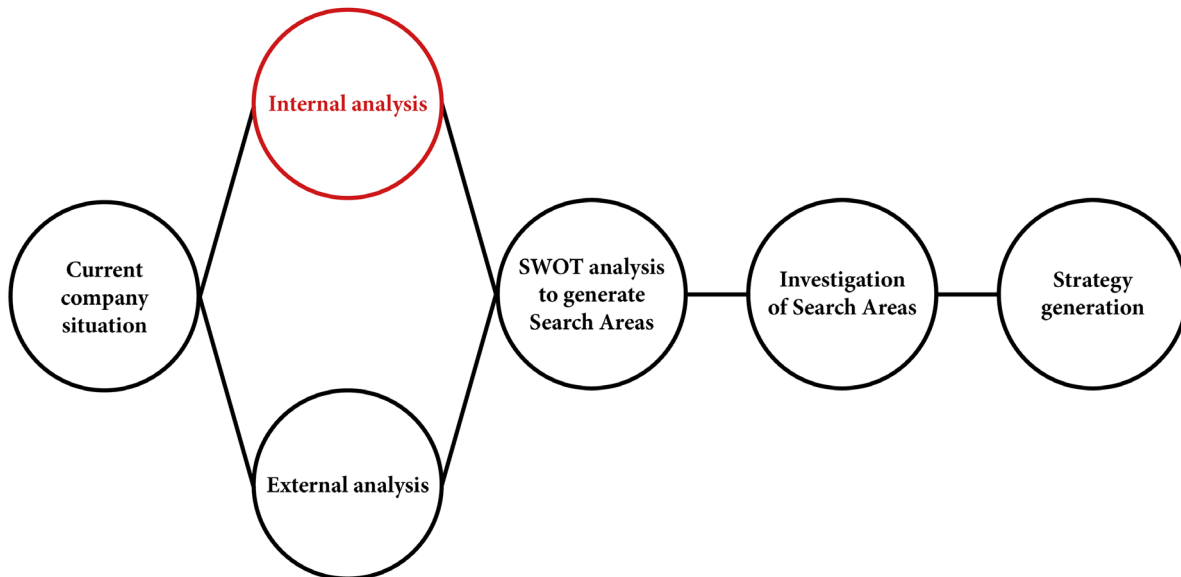 Internal analysis
Current
company
situation
SWOT analysis
to generate
Search Areas
Investigation
of Search Areas
Strategy
generation
External analysis